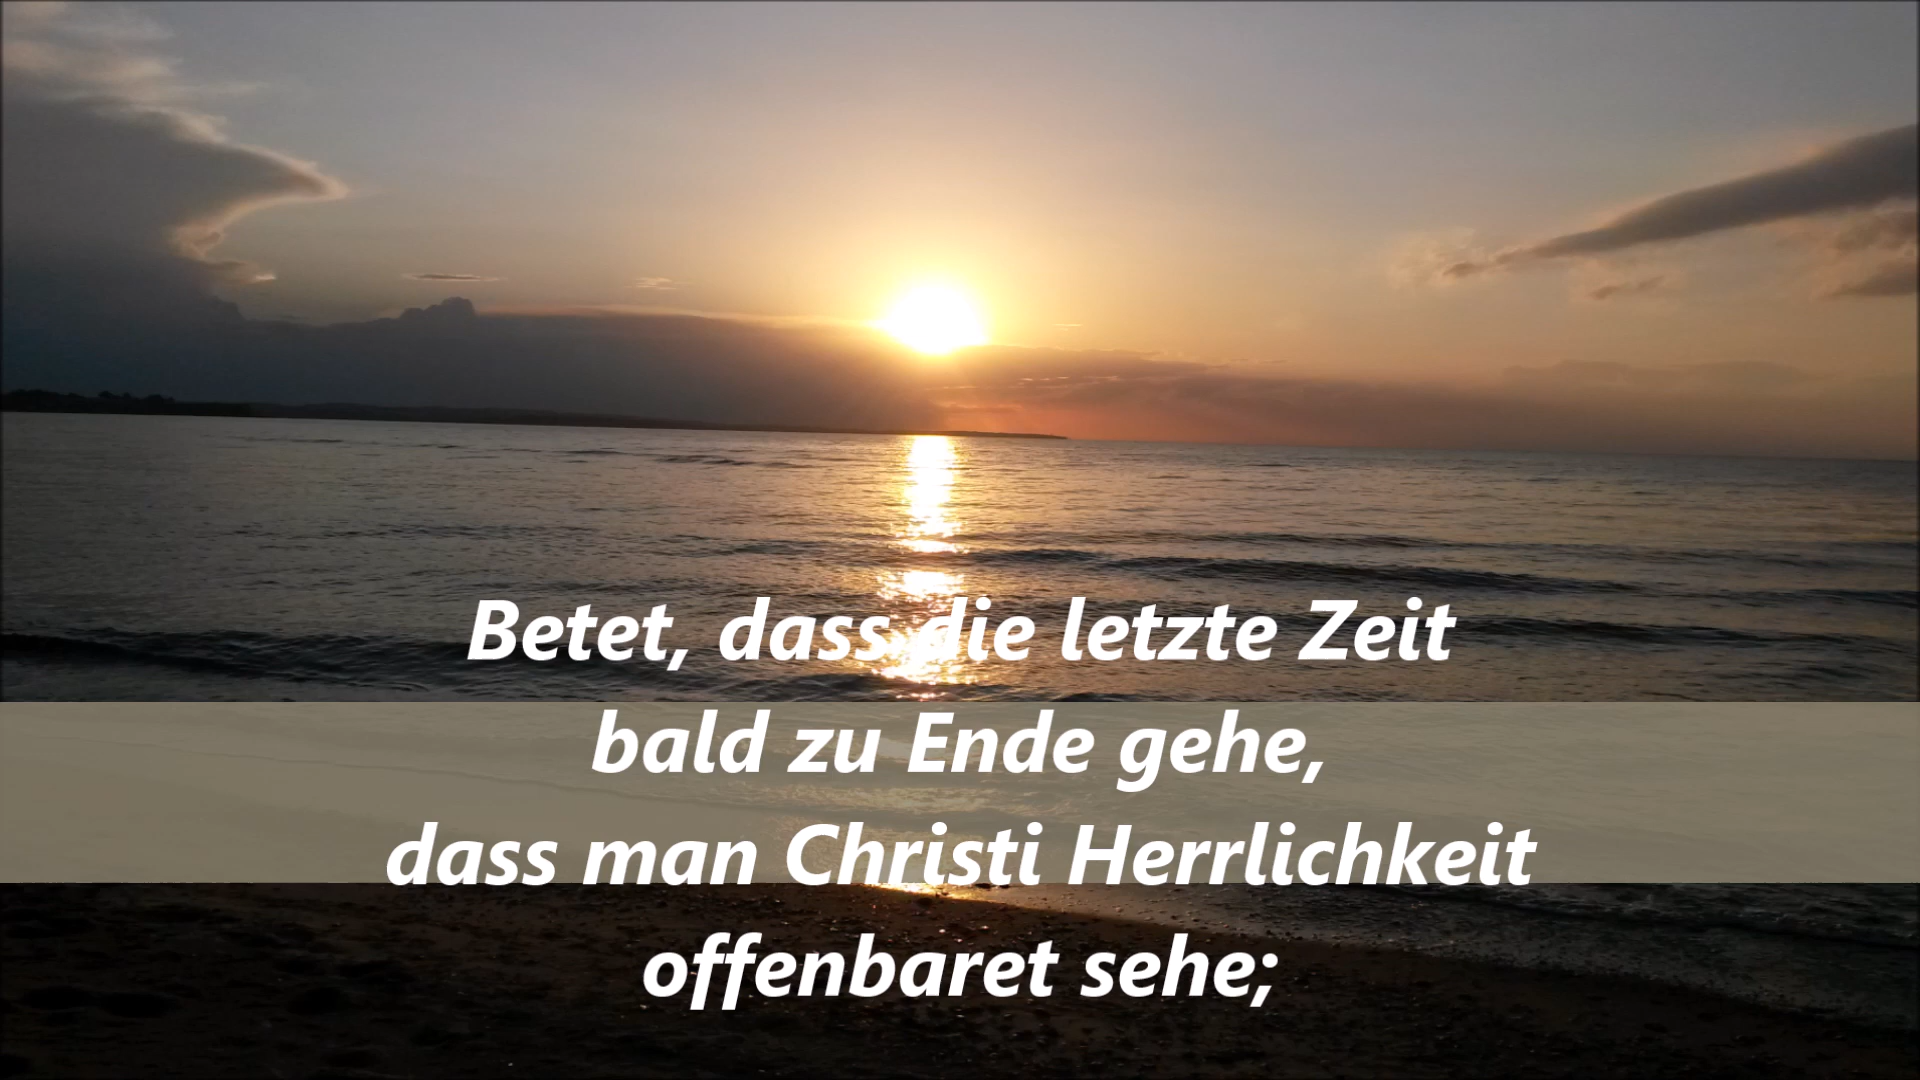 Betet, dass die letzte Zeit
bald zu Ende gehe,
dass man Christi Herrlichkeit
offenbaret sehe;